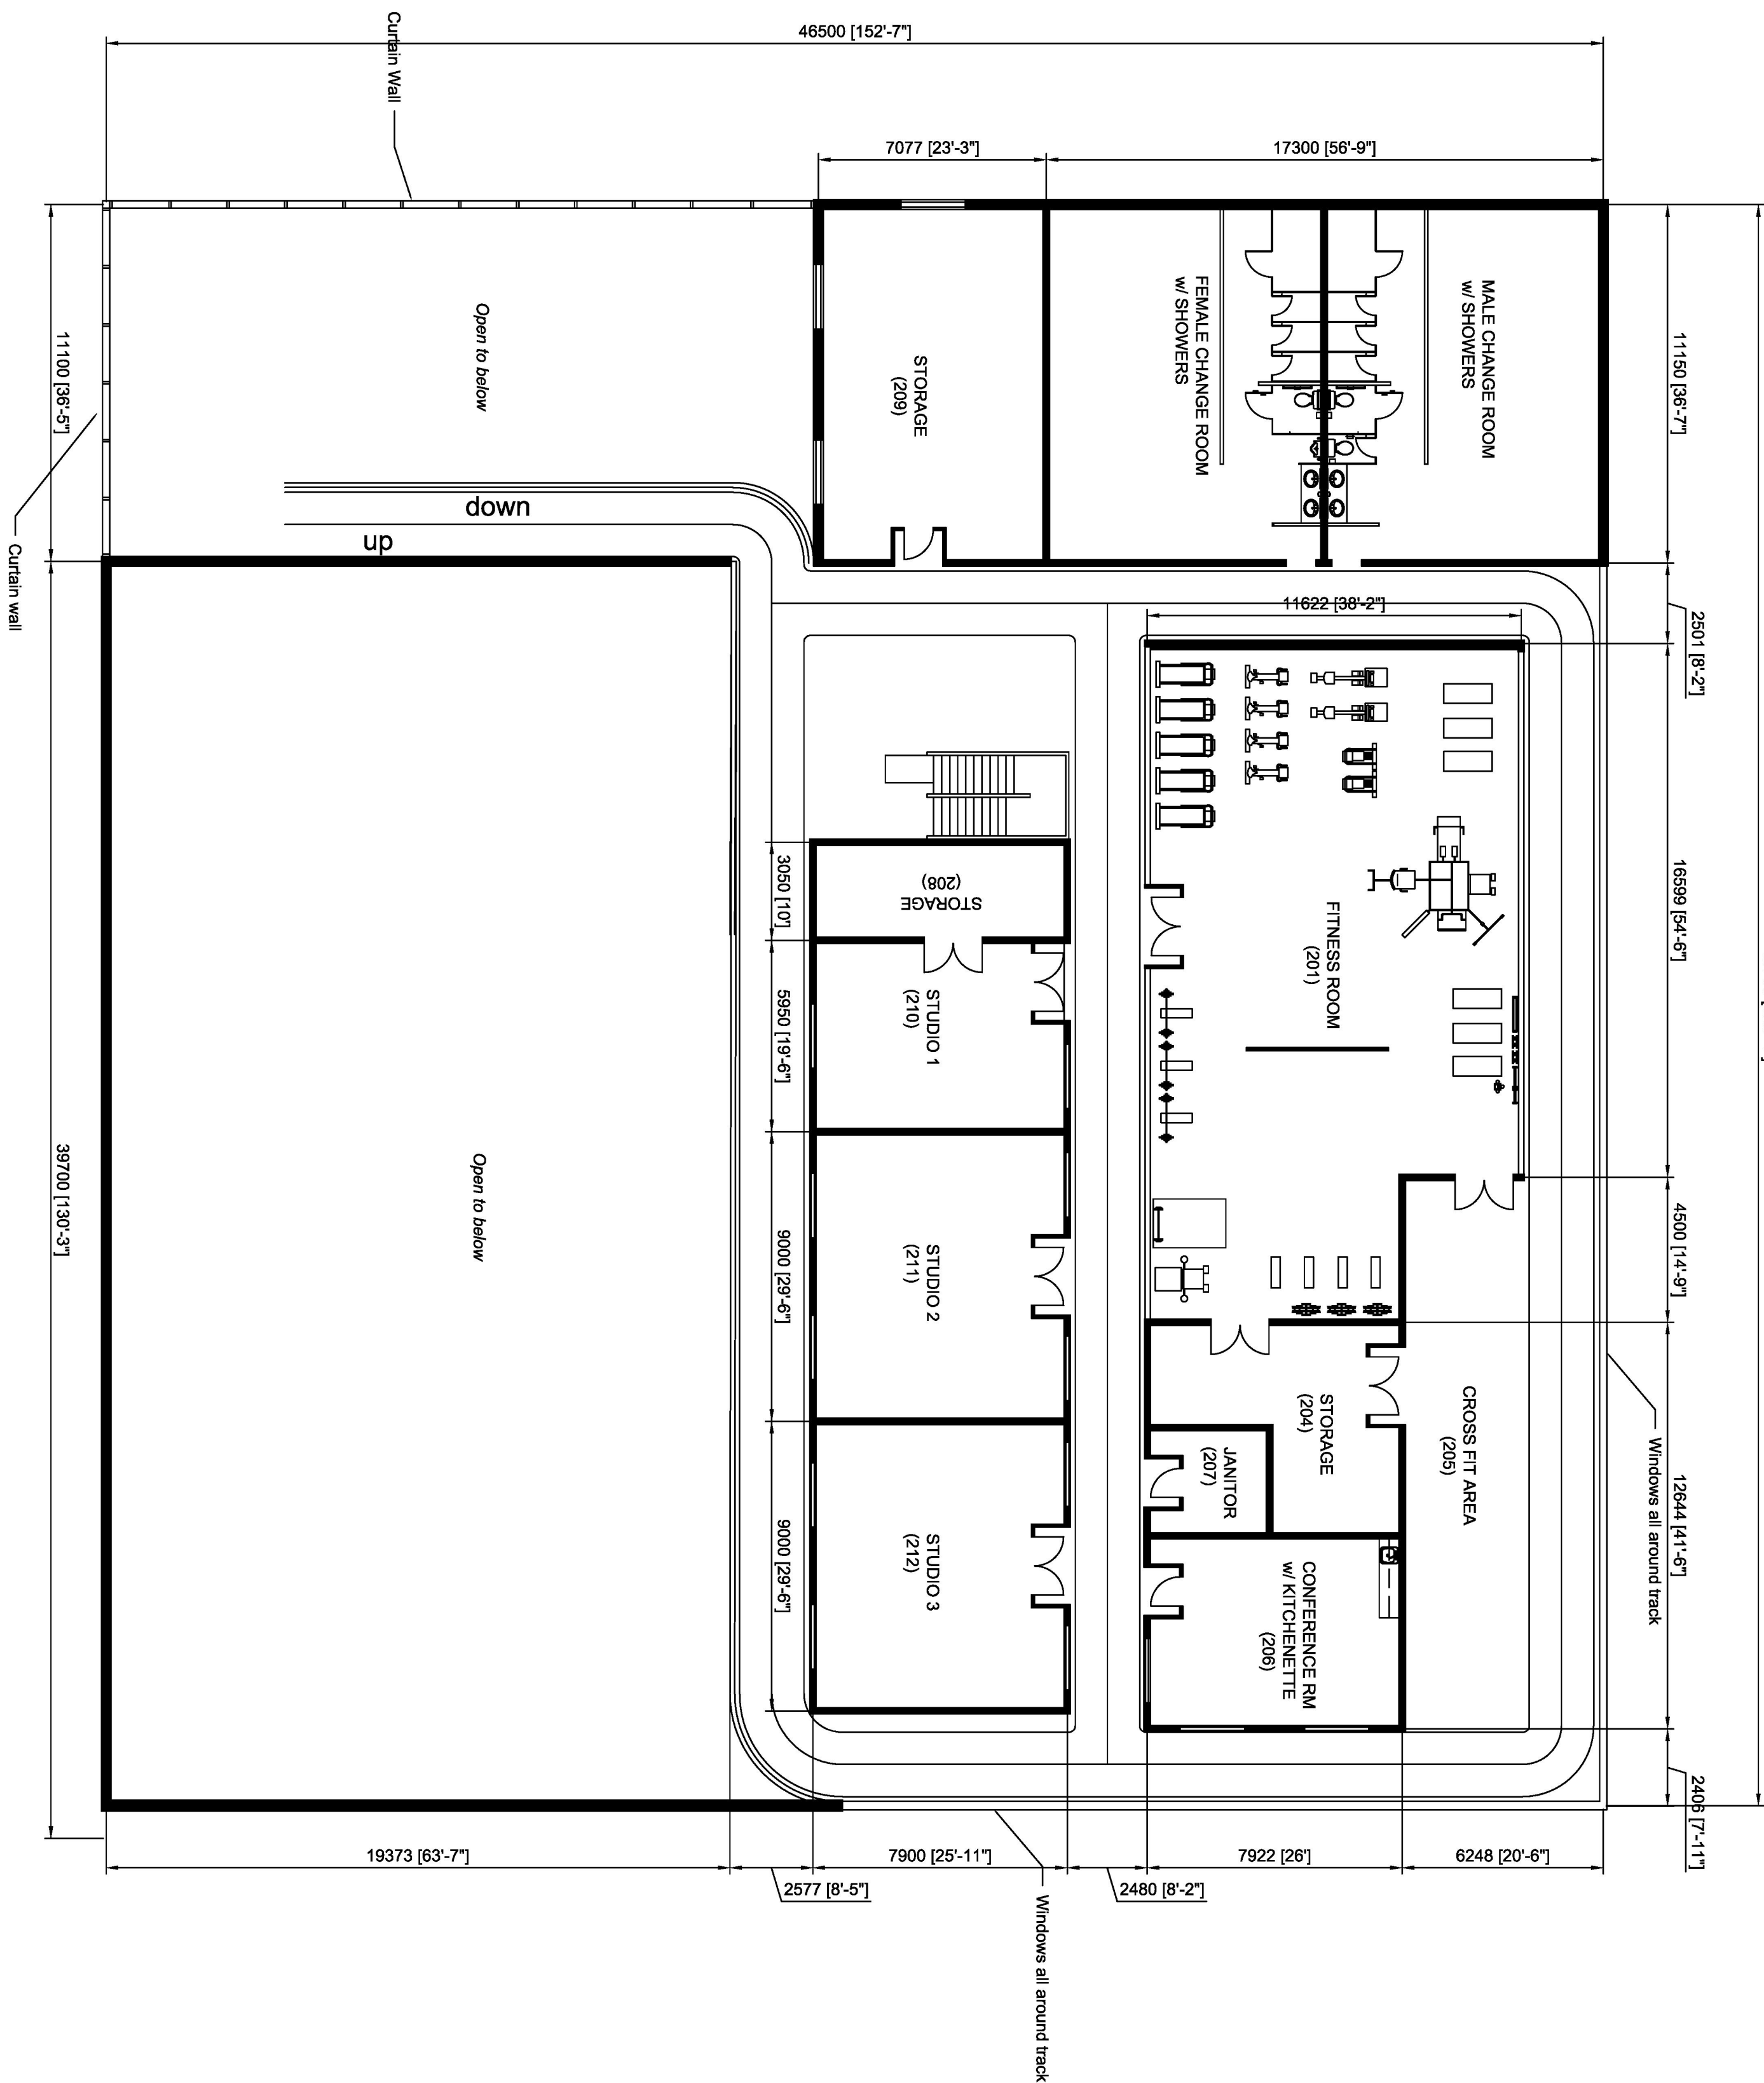 46500 [152'-7"]
Curtain Wall
7077 [23'-3"]
17300 [56'-9"]
11100 [36'-5"]
Open to below
STORAGE
(209)
FEMALE CHANGE ROOM
w/ SHOWERS
MALE CHANGE ROOM
w/ SHOWERS
11150 [36'-7"]
down
up
Curtain wall
11622 [38'-2"]
2501 [8'-2"]
3050 [10']
STORAGE
(208)
FITNESS ROOM
(201)
16599 [54'-6"]
5950 [19'-6"]
STUDIO 1
(210)
39700 [130'-3"]
Open to below
9000 [29'-6"]
STUDIO 2
(211)
4500 [14'-9"]
STORAGE
(204)
CROSS FIT AREA
(205)
JANITOR
(207)
Windows all around track
12644 [41'-6"]
9000 [29'-6"]
STUDIO 3
(212)
CONFERENCE RM
w/ KITCHENETTE
(206)
2406 [7'-11"]
19373 [63'-7"]
7900 [25'-11"]
7922 [26']
6248 [20'-6"]
2577 [8'-5"]
2480 [8'-2"]
Windows all around track